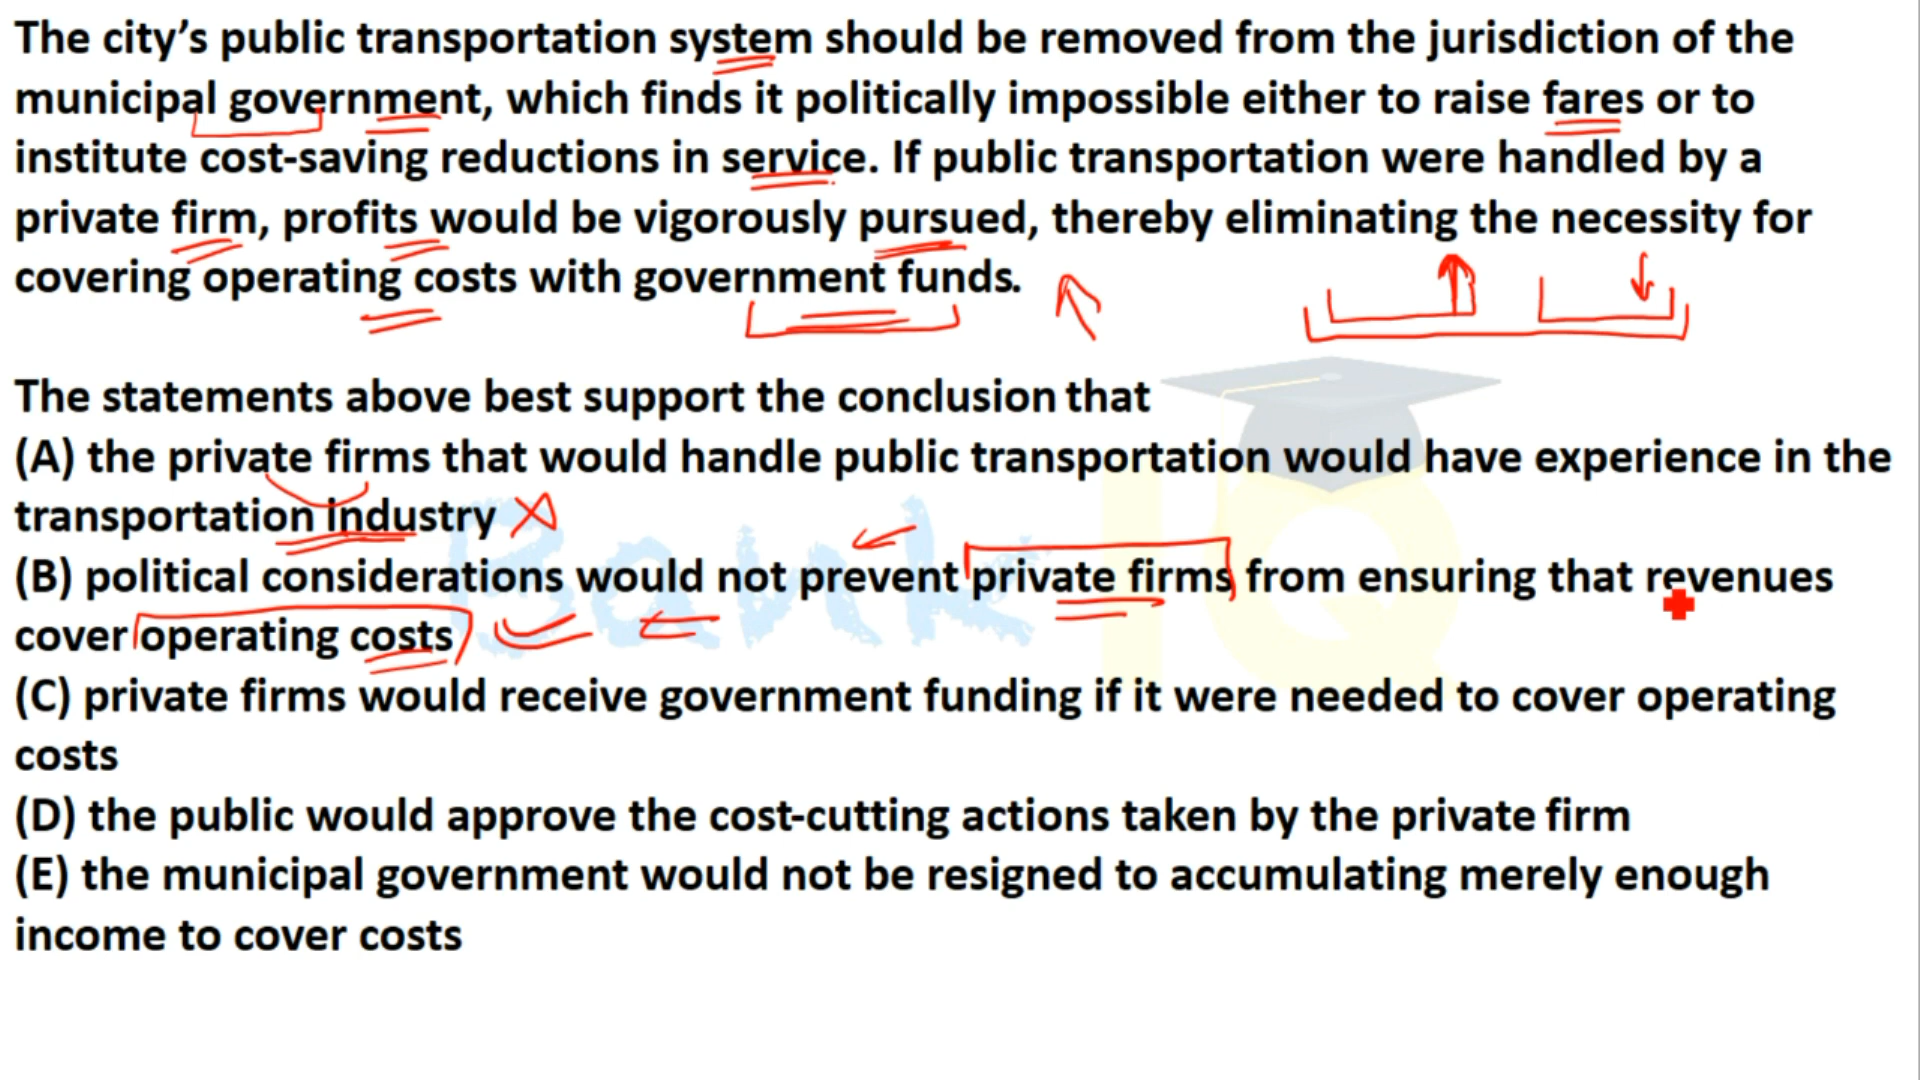 The city’s public transportation system should be removed from the jurisdiction of the
municipal government, which finds it politically impossible either to raise fares or to
institute cost-saving reductions in service. If public transportation were handled by a
private firm, profits would be vigorously pursued, thereby eliminating the necessity for
covering operating costs with government funds.
The statements above best support the conclusion that
(A) the private firms that would handle public transportation would have experience in the
transportation industry
(B) political considerations would not prevent private firms from ensuring that revenues
cover operating costs
(C) private firms would receive government funding if it were needed to cover operating
costs
(D) the public would approve the cost-cutting actions taken by the private firm
(E) the municipal government would not be resigned to accumulating merely enough
income to cover costs
Bank IQ